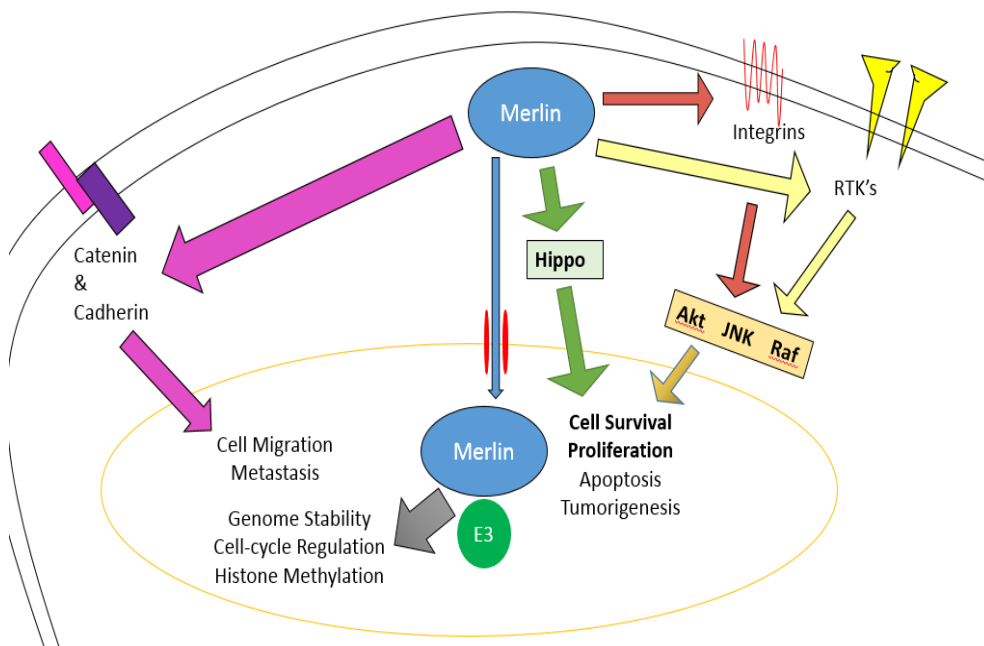 Merlin
Integrins
RTK's
Catenin
&
Cadherin
Hippo
Akt JNK Raf
Cell Migration
Metastasis
Merlin
Cell Survival
Proliferation
Apoptosis
Tumorigenesis
E3
Genome Stability
Cell-cycle Regulation
Histone Methylation